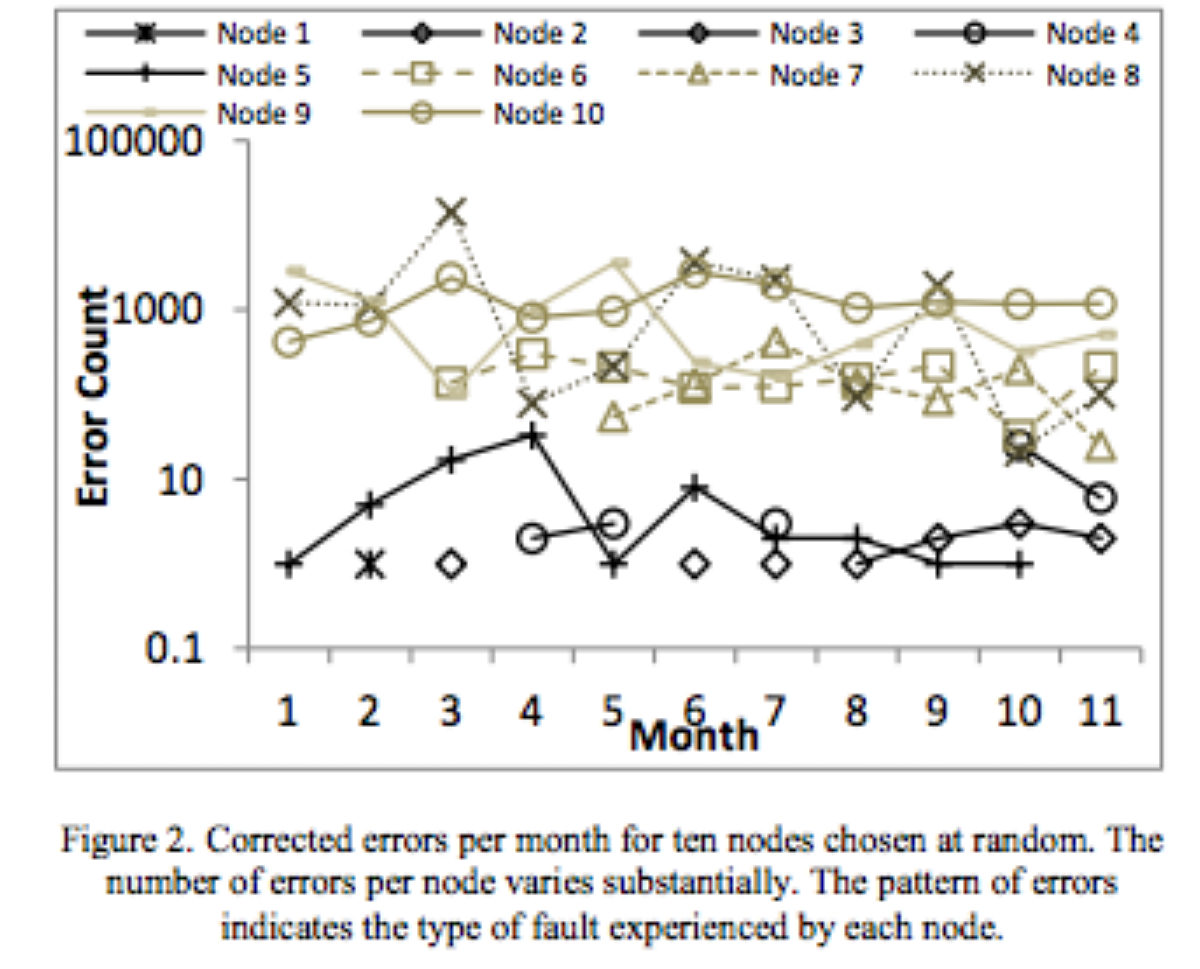 Node 1 Node 2 Node 3 Node 4
Node 5 Node 6 Node 7 Node 8
Node 9 Node 10
100000
1000
10
0.1
Error Count
1 2 3 4 5 6 7 8 9 10 11
Month
Figure 2. Corrected errors per month for ten nodes chosen at random. The
number of errors per node varies substantially. The pattern of errors
indicates the type of fault experienced by each node.